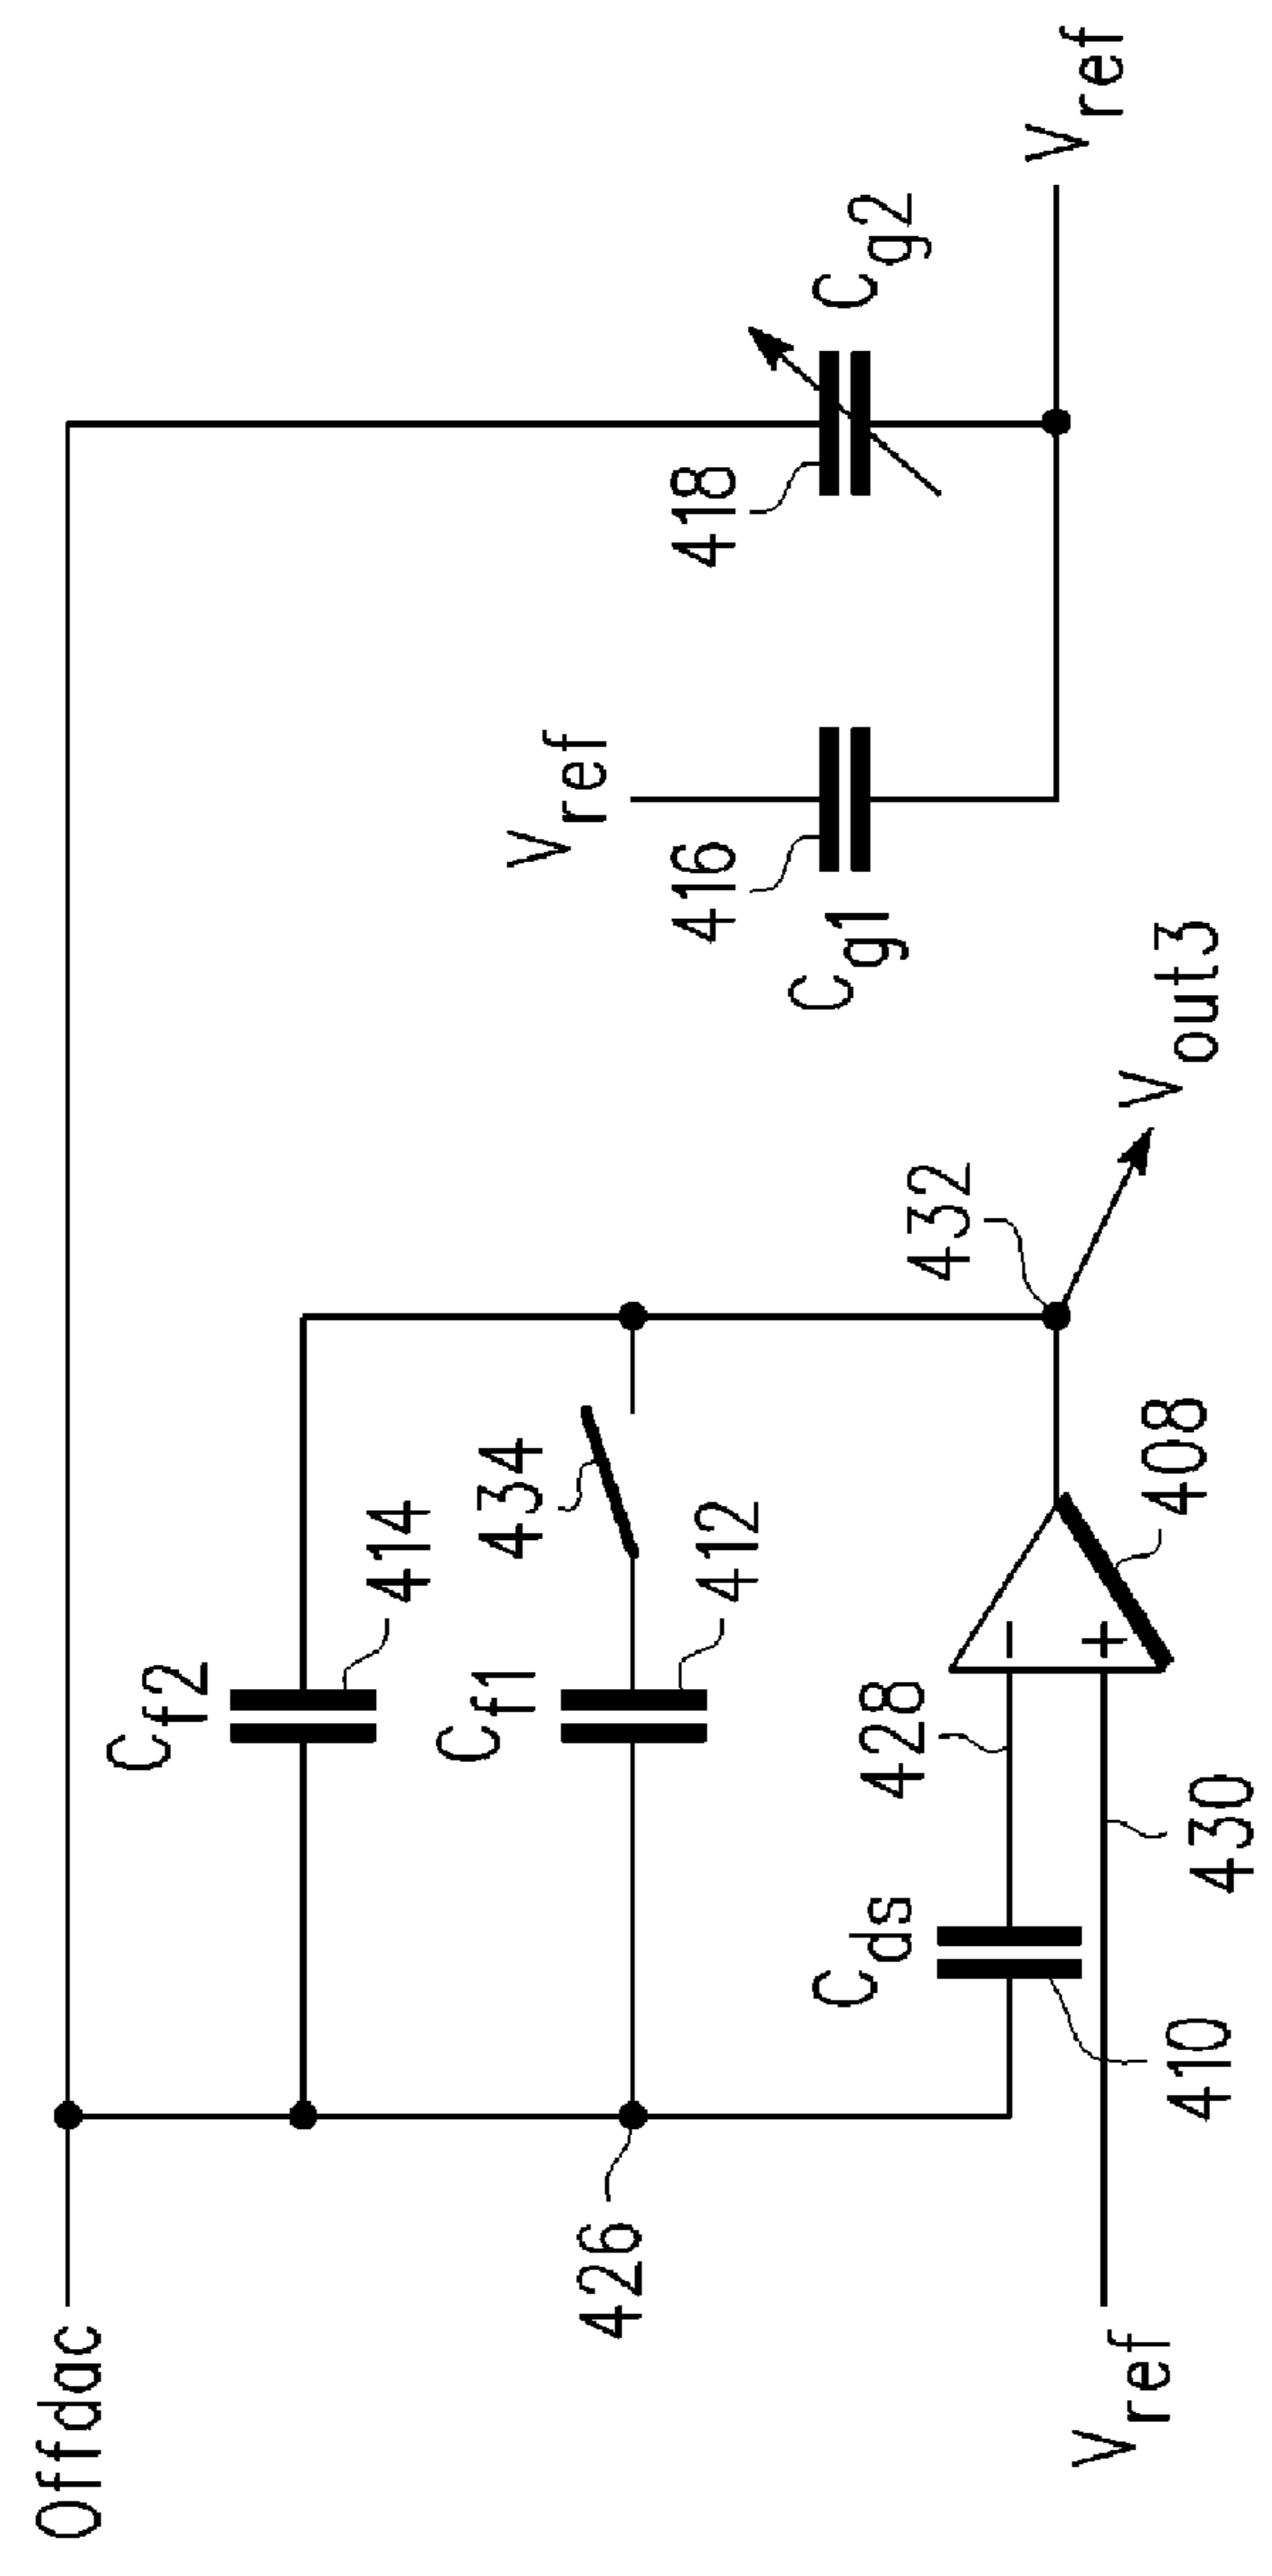 Offdac
Cf2
414
Cf1
434
412
426
Cds
428
410
430
408
432
Vref
Vout3
Vref
416
Cg1
418
Cg2
Vref